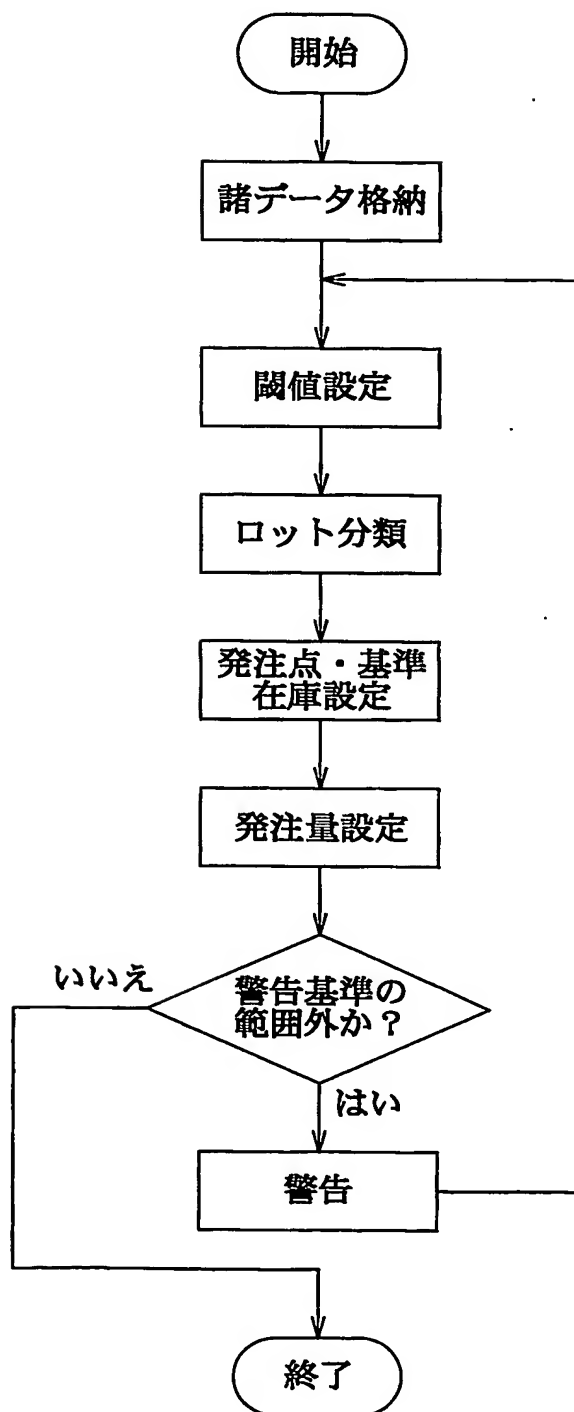 開始
諸データ格納
閾値設定
ロット分類
発注点・基準
在庫設定
発注量設定
警告基準の
範囲外か？
いいえ
はい
警告
終了